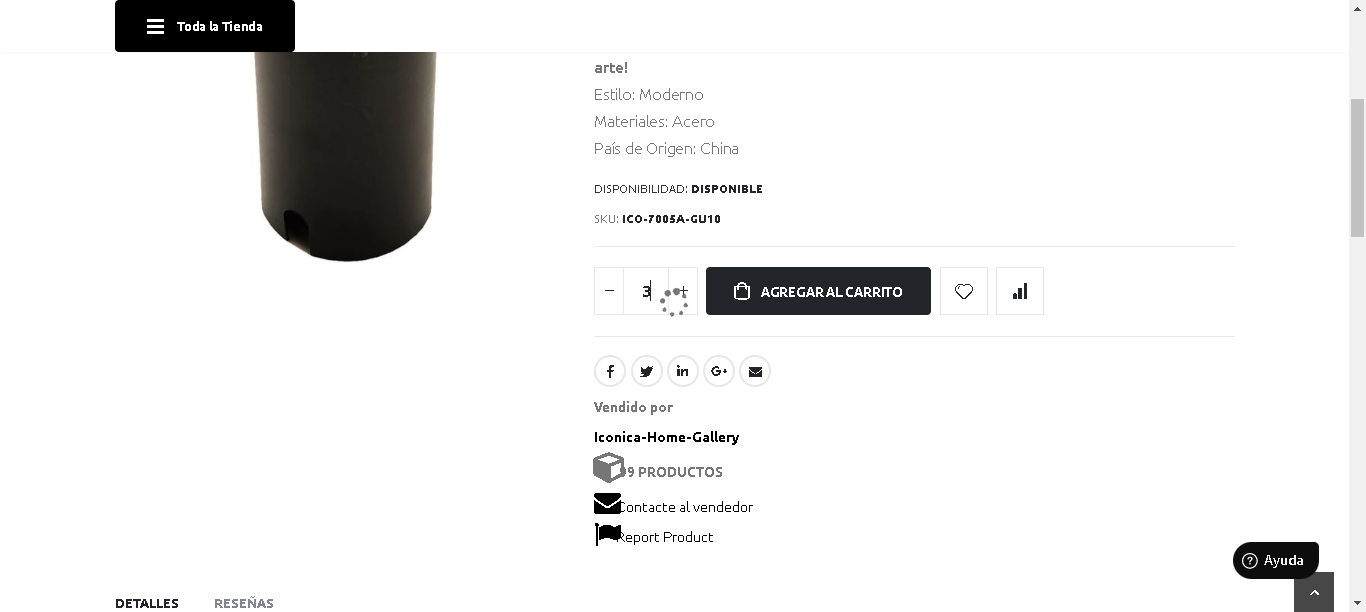 Toda la Tienda
arte!
Estilo: Moderno
Materiales: Acero
País de Origen: China
DISPONIBILIDAD: DISPONIBLE
SKU: ICO-7005A-GU10
− 3 + AGREGAR AL CARRITO
Vendido por
Iconica-Home-Gallery
99 PRODUCTOS
Contacte al vendedor
Report Product
Ayuda
DETALLES RESEÑAS